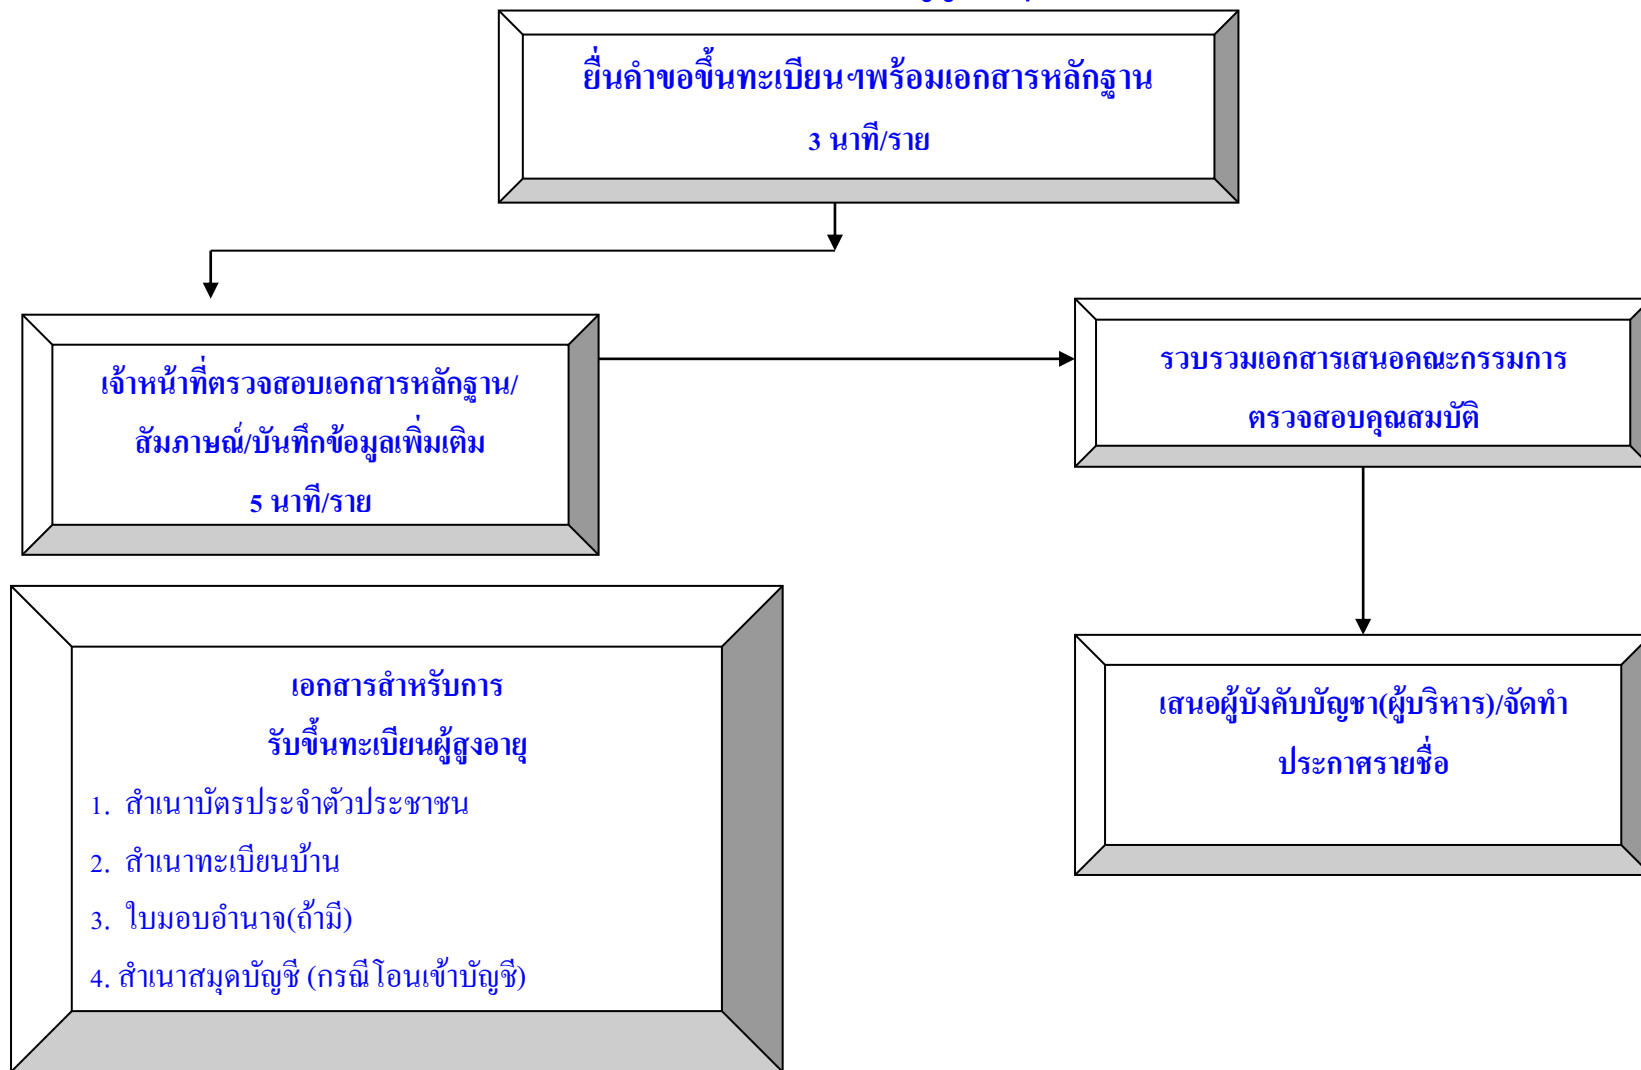 ยื่นคำขอขึ้นทะเบียนฯพร้อมเอกสารหลักฐาน
3 นาที/ราย
เจ้าหน้าที่ตรวจสอบเอกสารหลักฐาน/
สัมภาษณ์/บันทึกข้อมูลเพิ่มเติม
5 นาที/ราย
รวบรวมเอกสารเสนอคณะกรรมการ
ตรวจสอบคุณสมบัติ
เสนอผู้บังคับบัญชา(ผู้บริหาร)/จัดทำ
ประกาศรายชื่อ
เอกสารสำหรับการ
รับขึ้นทะเบียนผู้สูงอายุ
1. สำเนาบัตรประจำตัวประชาชน
2. สำเนาทะเบียนบ้าน
3. ใบมอบอำนาจ(ถ้ามี)
4. สำเนาสมุดบัญชี (กรณีโอนเข้าบัญชี)